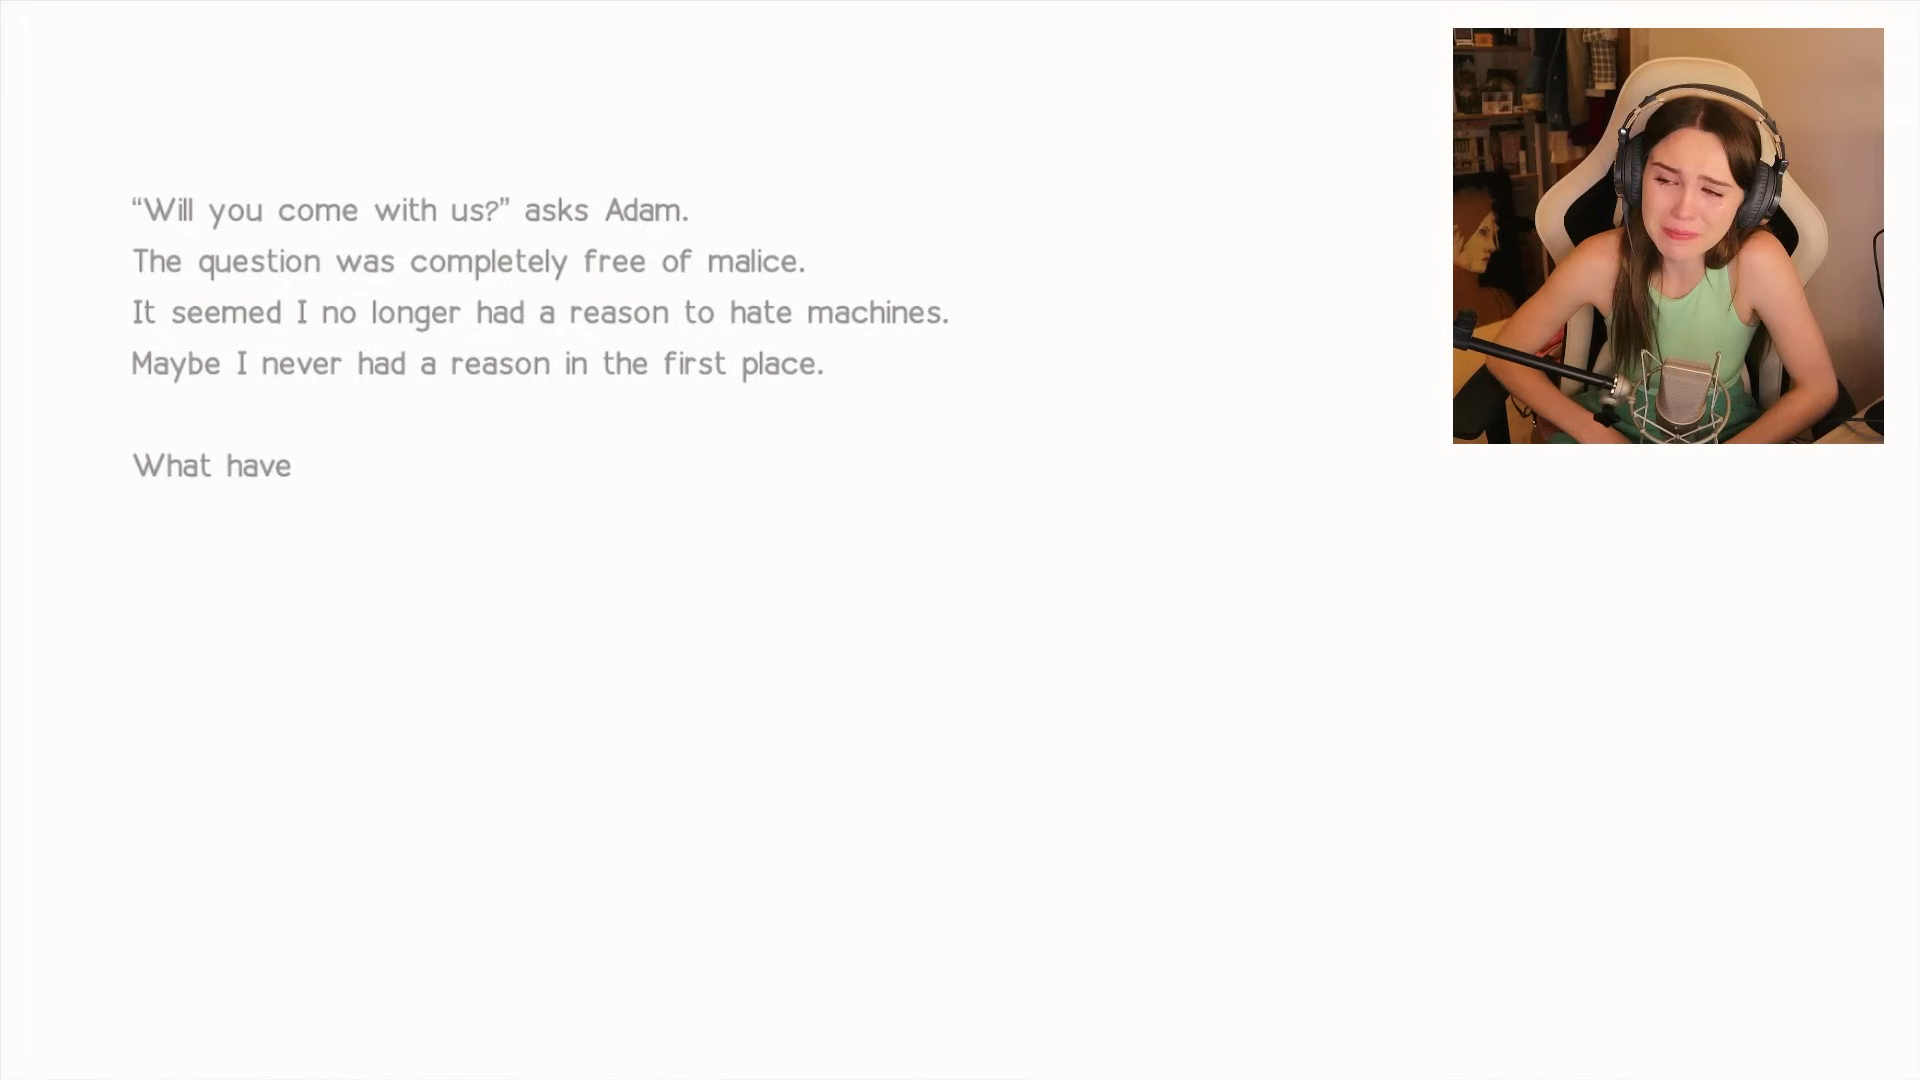 “Will you come with us?” asks Adam.
The question was completely free of malice.
It seemed I no longer had a reason to hate machines.
Maybe I never had a reason in the first place.
What have